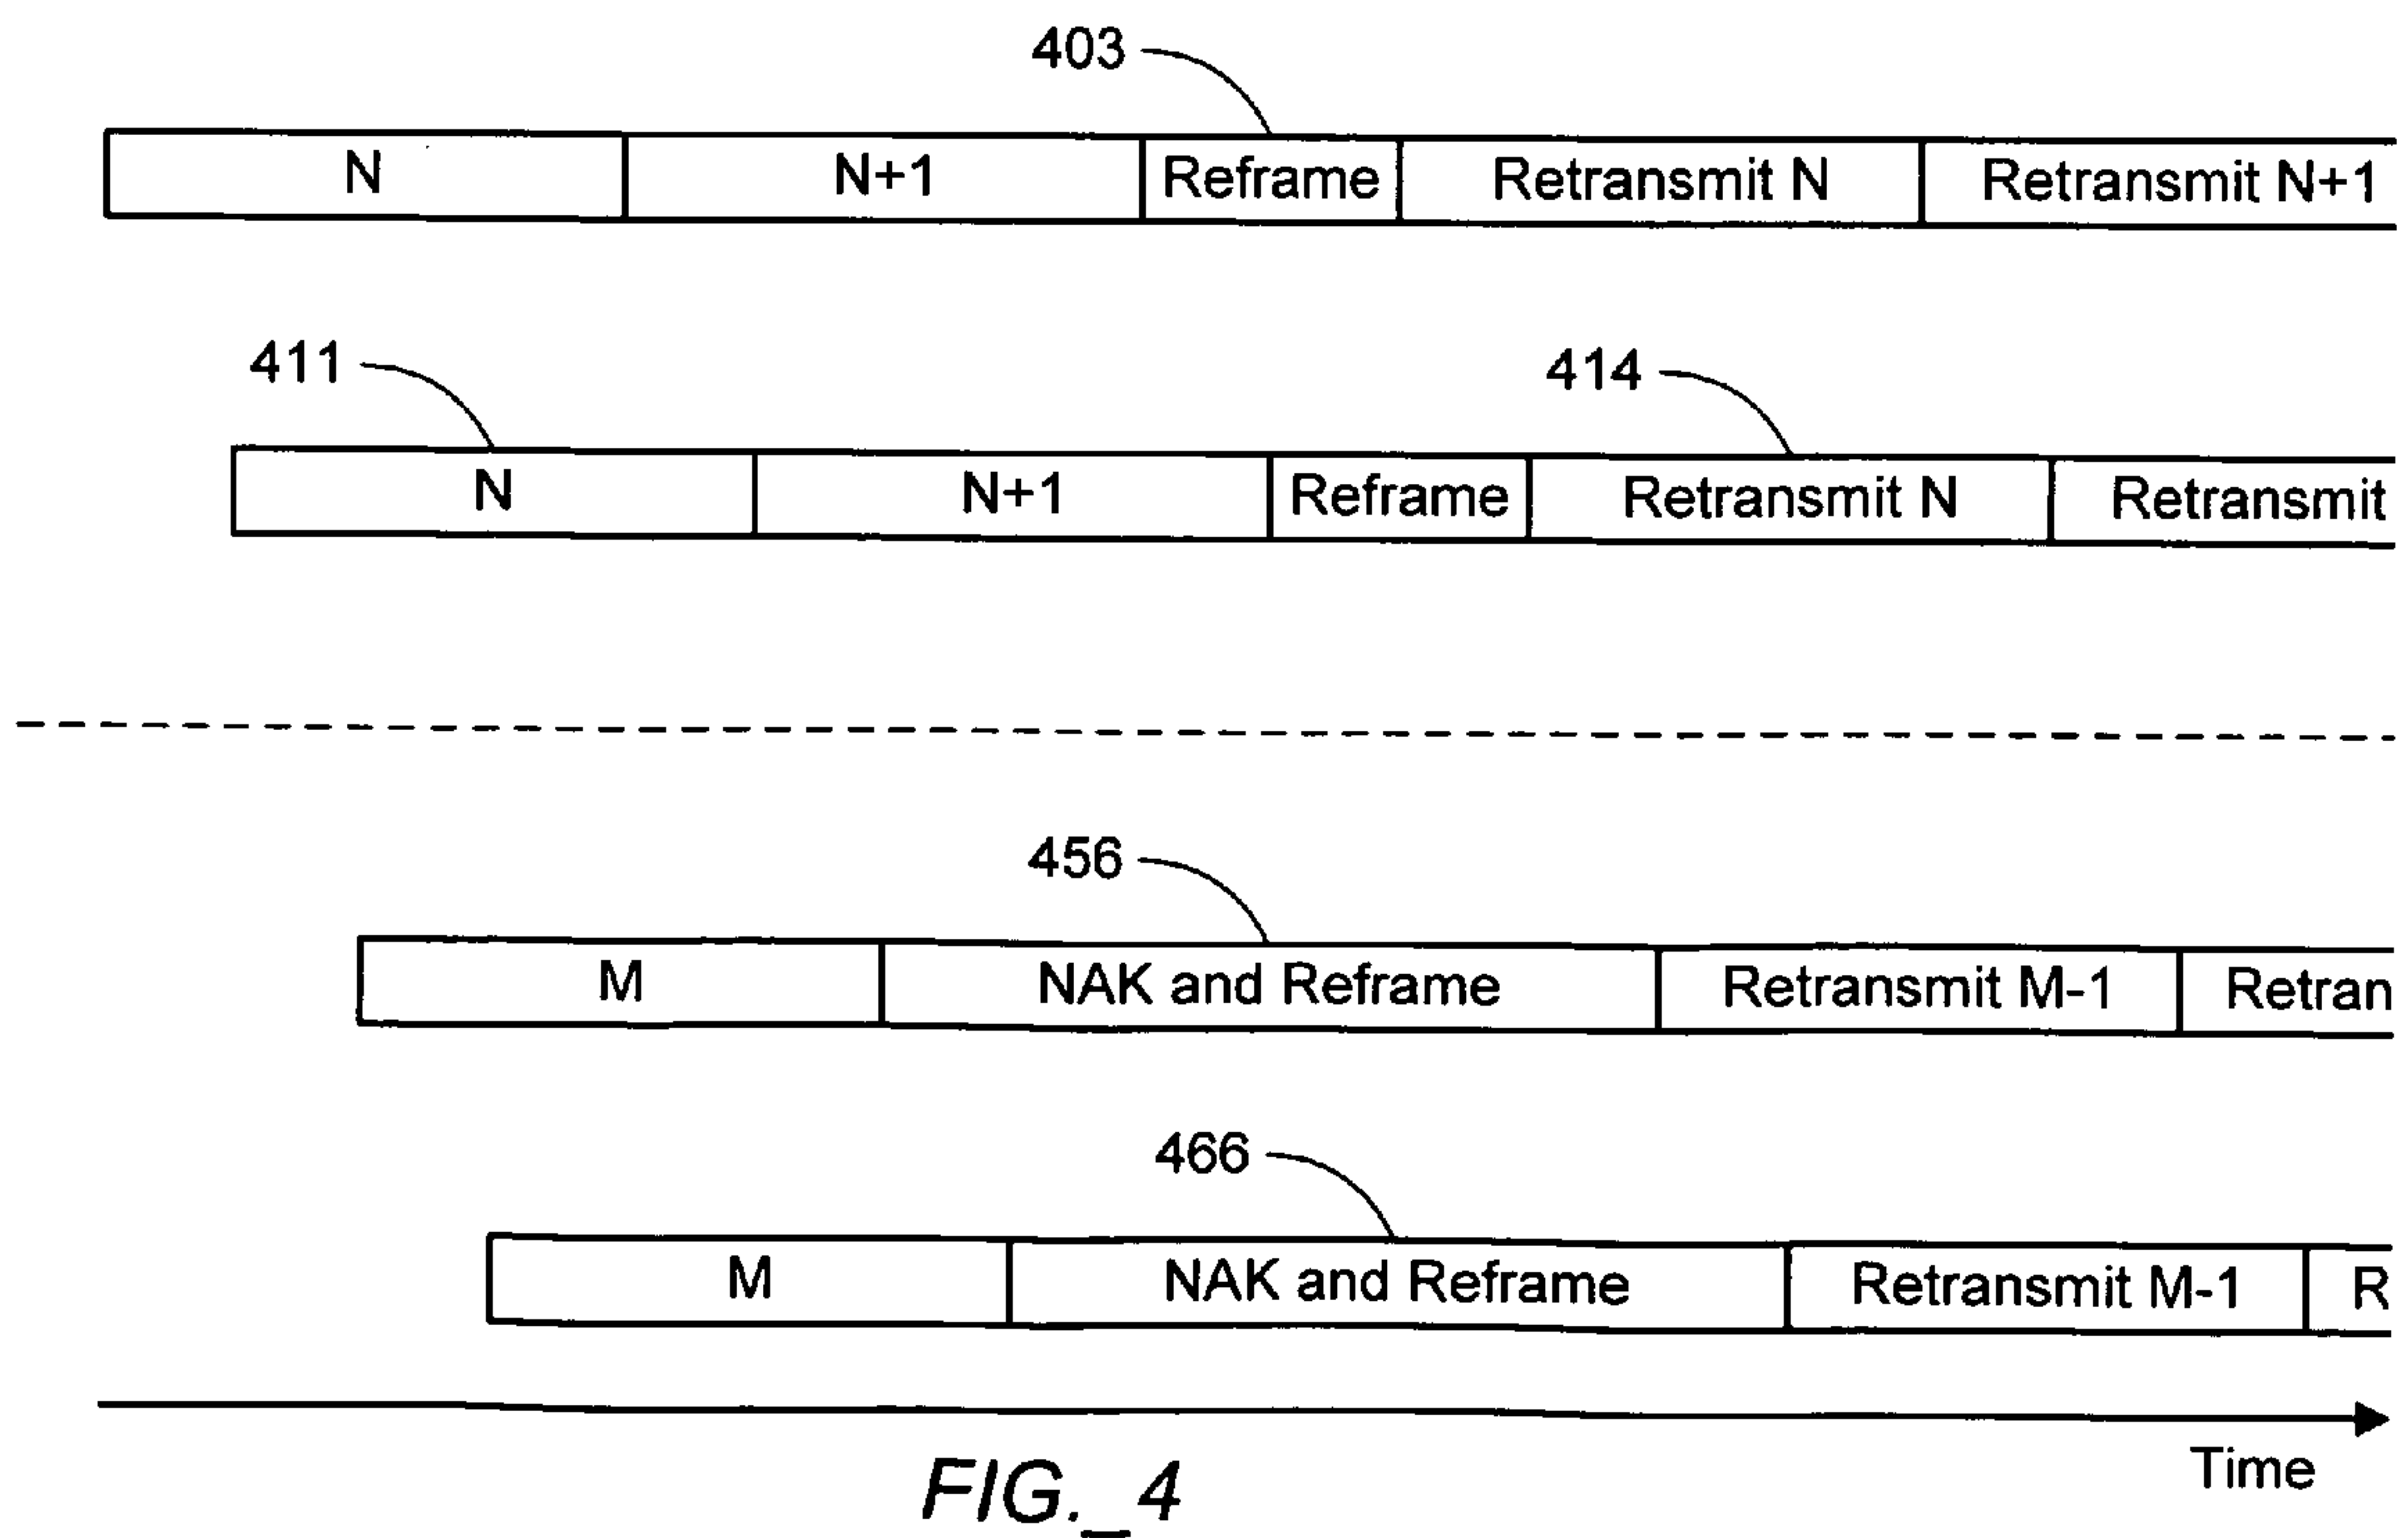 403
N N+1 Reframe Retransmit N Retransmit N+1
411 414
N N+1 Reframe Retransmit N Retransmit
456
M NAK and Reframe Retransmit M-1 Retran
466
M NAK and Reframe Retransmit M-1 R
Time
FIG._4